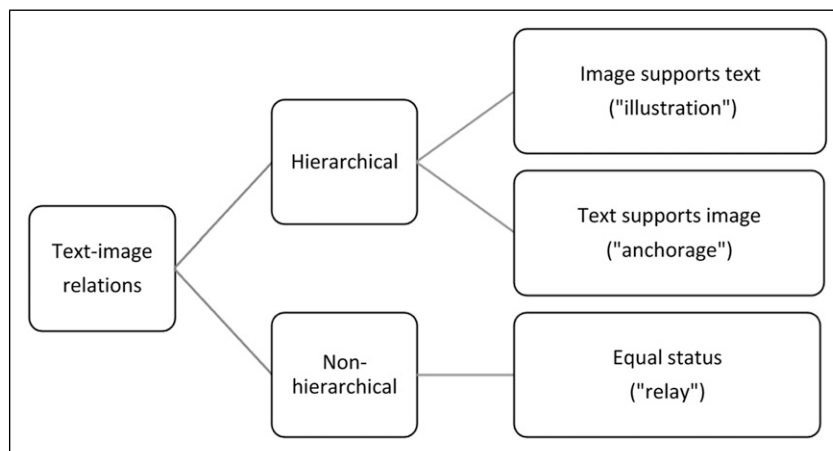 Text-image
relations
Hierarchical
Non-
hierarchical
Image supports text
("illustration")
Text supports image
("anchorage")
Equal status
("relay")